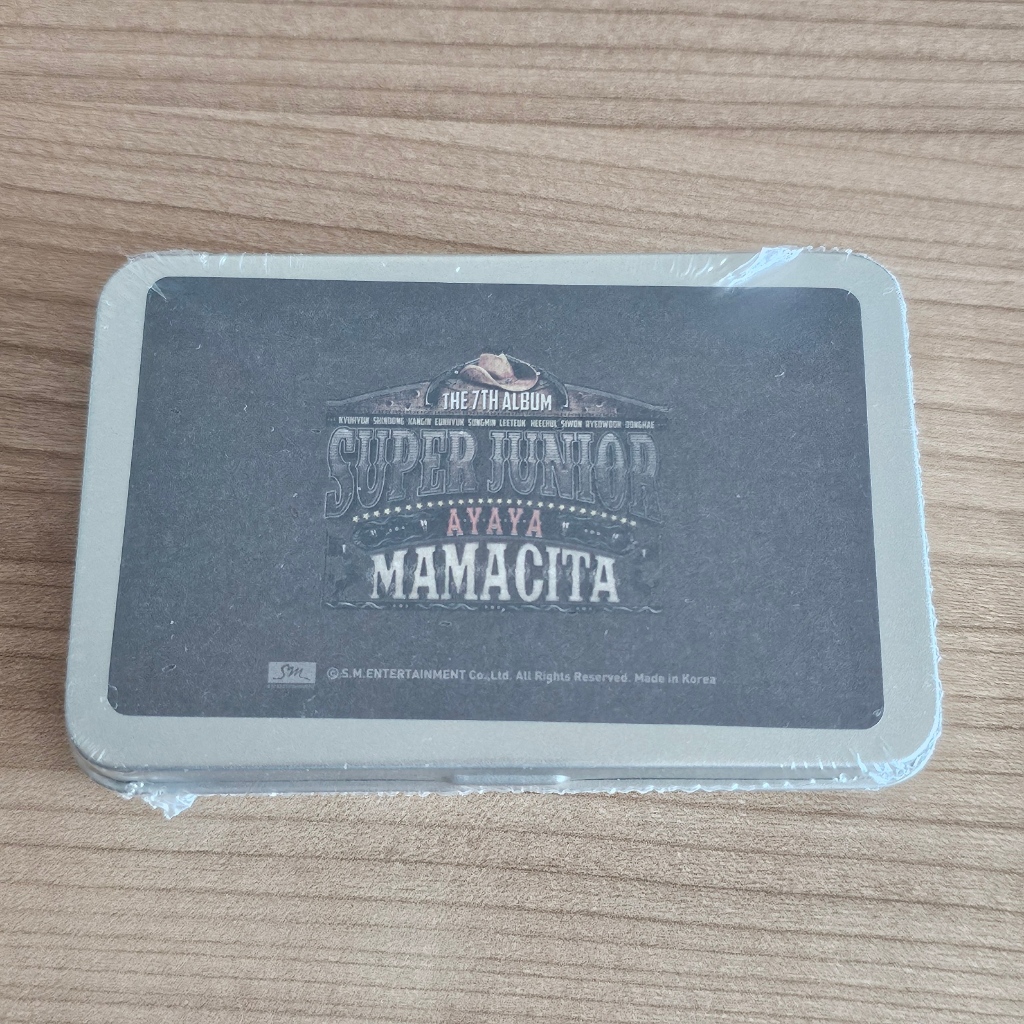 THE 7TH ALBUM
KYUHYUN SHINDONG KANGIN EUNHYUK SUNGMIN LEETEUK HEECHUL SIWON RYEOWOOK DONGHAE
SUPER JUNIOR
AYAYA
MAMACITA
SM ©S.M.ENTERTAINMENT Co.,Ltd. All Rights Reserved. Made in Korea